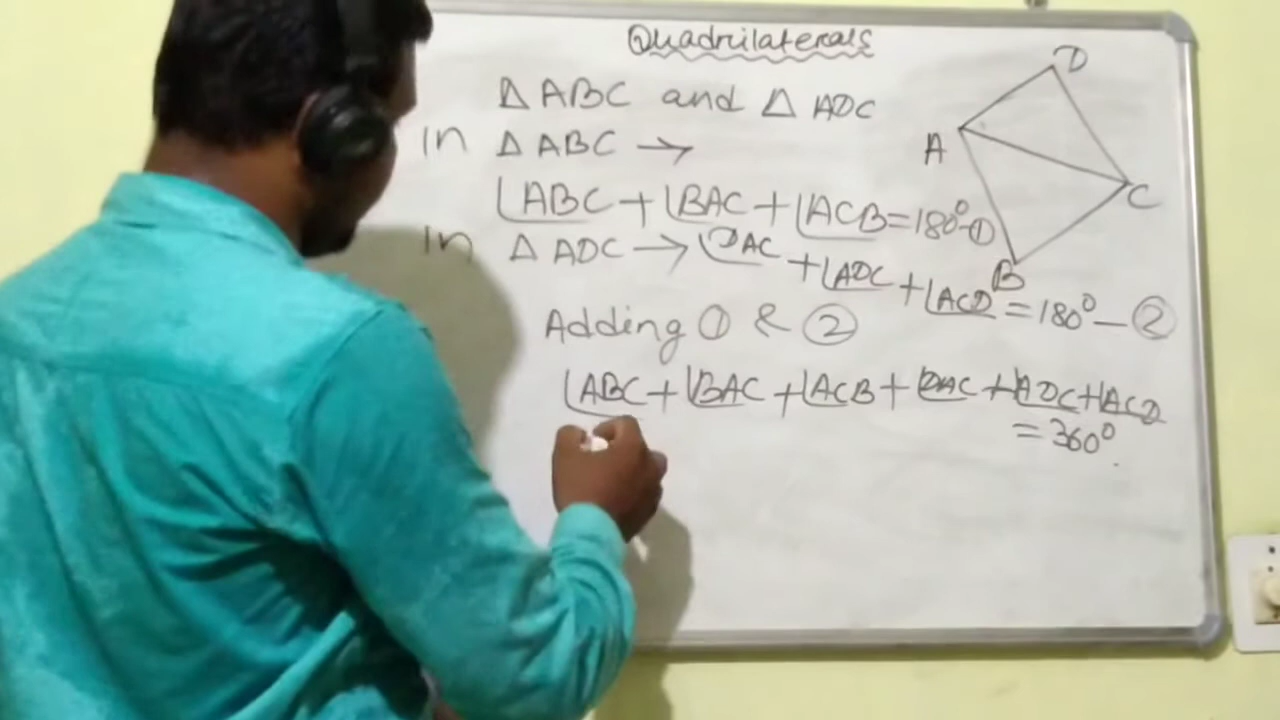 Quadrilaterals
∆ ABC and ∆ ADC
In ∆ ABC →
∠ABC + ∠BAC + ∠ACB = 180° - ①
In ∆ ADC → ∠DAC + ∠ADC + ∠ACD = 180° - ②
Adding ① & ②
∠ABC + ∠BAC + ∠ACB + ∠DAC + ∠ADC + ∠ACD
= 360°
D
A
C
B